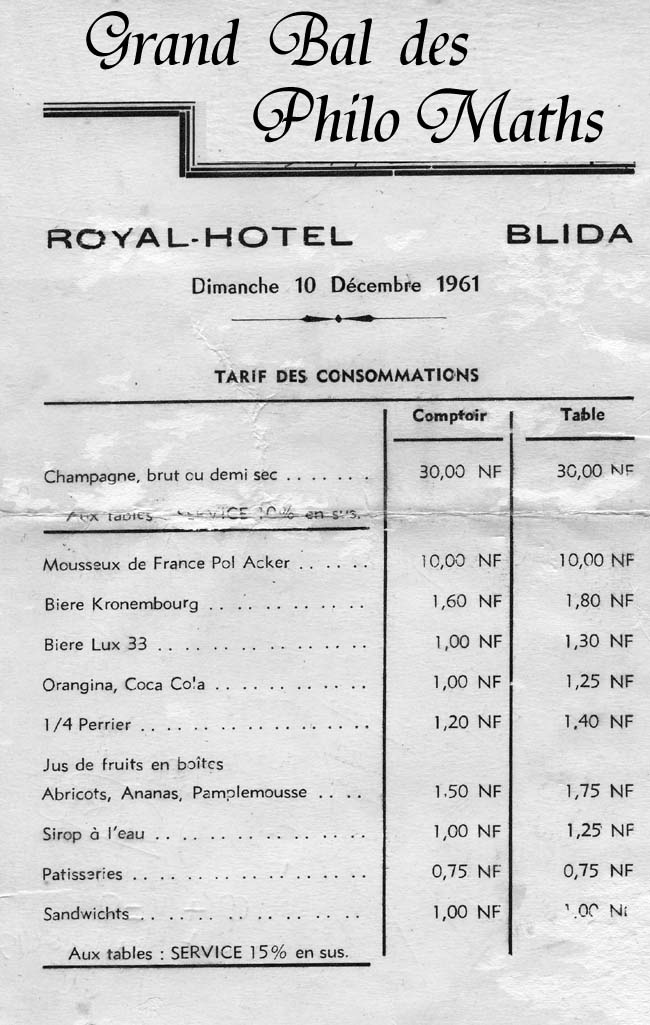 Grand Bal des
Philo Maths
ROYAL-HOTEL BLIDA
Dimanche 10 Décembre 1961
TARIF DES CONSOMMATIONS
Comptoir Table
Champagne, brut ou demi sec ....... 30,00 NF 30,00 NF
Aux tables SERVICE 10% en sus.
Mousseux de France Pol Acker ...... 10,00 NF 10,00 NF
Biere Kronembourg ............ 1,60 NF 1,80 NF
Biere Lux 33 ................ 1,00 NF 1,30 NF
Orangina, Coca Cola ........... 1,00 NF 1,25 NF
1/4 Perrier .................. 1,20 NF 1,40 NF
Jus de fruits en boîtes
Abricots, Ananas, Pamplemousse .... 1,50 NF 1,75 NF
Sirop à l'eau ................ 1,00 NF 1,25 NF
Patisseries .................. 0,75 NF 0,75 NF
Sandwichts ................. 1,00 NF 1,00 NF
Aux tables : SERVICE 15% en sus.